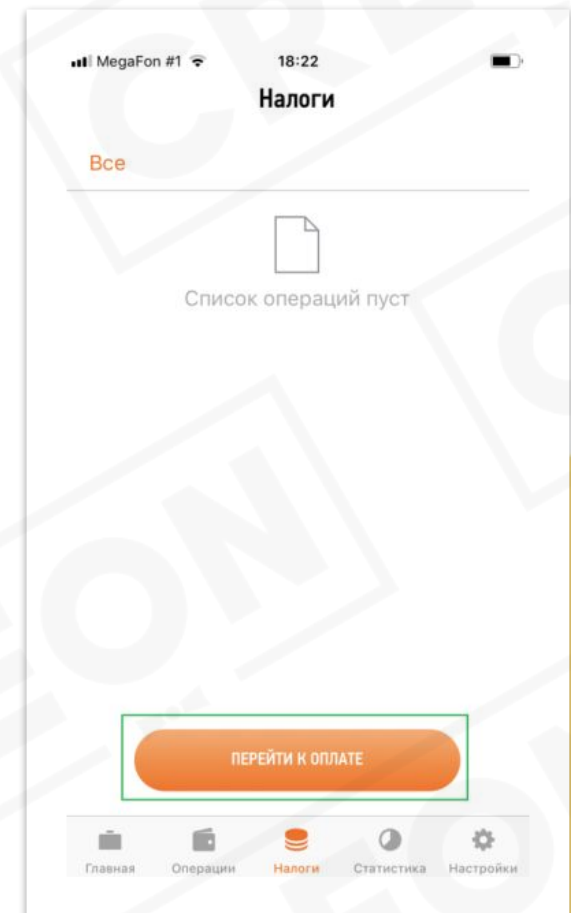 MegaFon #1 18:22
Налоги
Все
Список операций пуст
ПЕРЕЙТИ К ОПЛАТЕ
Главная Операции Налоги Статистика Настройки